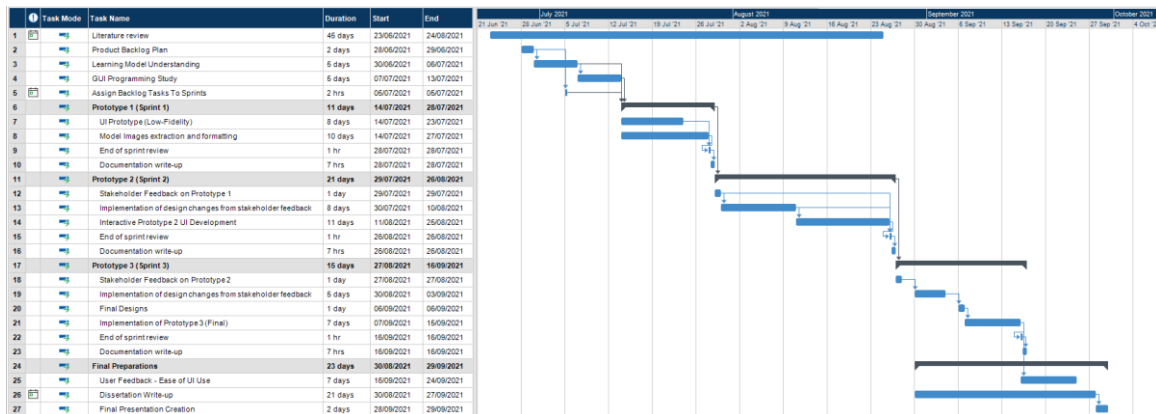 July 2021 August 2021 September 2021 October 2021
Task Mode Task Name Duration Start End 21 Jun '21 28 Jun '21 5 Jul '21 12 Jul '21 19 Jul '21 26 Jul '21 2 Aug '21 9 Aug '21 16 Aug '21 23 Aug '21 30 Aug '21 6 Sep '21 13 Sep '21 20 Sep '21 27 Sep '21 4 Oct '21
1 Literature review 45 days 23/06/2021 24/08/2021
2 Product Backlog Plan 2 days 28/06/2021 29/06/2021
3 Learning Model Understanding 5 days 30/06/2021 06/07/2021
4 GUI Programming Study 5 days 07/07/2021 13/07/2021
5 Assign Backlog Tasks To Sprints 2 hrs 05/07/2021 05/07/2021
6 Prototype 1 (Sprint 1) 11 days 14/07/2021 28/07/2021
7 UI Prototype (Low-Fidelity) 8 days 14/07/2021 23/07/2021
8 Model Images extraction and formatting 10 days 14/07/2021 27/07/2021
9 End of sprint review 1 hr 28/07/2021 28/07/2021
10 Documentation write-up 7 hrs 28/07/2021 28/07/2021
11 Prototype 2 (Sprint 2) 21 days 29/07/2021 26/08/2021
12 Stakeholder Feedback on Prototype 1 1 day 29/07/2021 29/07/2021
13 Implementation of design changes from stakeholder feedback 8 days 30/07/2021 10/08/2021
14 Interactive Prototype 2 UI Development 11 days 11/08/2021 25/08/2021
15 End of sprint review 1 hr 26/08/2021 26/08/2021
16 Documentation write-up 7 hrs 26/08/2021 26/08/2021
17 Prototype 3 (Sprint 3) 15 days 27/08/2021 16/09/2021
18 Stakeholder Feedback on Prototype 2 1 day 27/08/2021 27/08/2021
19 Implementation of design changes from stakeholder feedback 5 days 30/08/2021 03/09/2021
20 Final Designs 1 day 06/09/2021 06/09/2021
21 Implementation of Prototype 3 (Final) 7 days 07/09/2021 15/09/2021
22 End of sprint review 1 hr 16/09/2021 16/09/2021
23 Documentation write-up 7 hrs 16/09/2021 16/09/2021
24 Final Preparations 23 days 30/08/2021 29/09/2021
25 User Feedback - Ease of UI Use 7 days 16/09/2021 24/09/2021
26 Dissertation Write-up 21 days 30/08/2021 27/09/2021
27 Final Presentation Creation 2 days 28/09/2021 29/09/2021